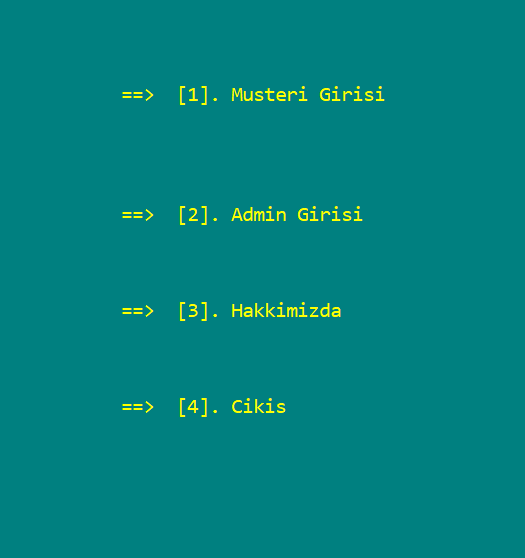 ==>  [1]. Musteri Girisi
==>  [2]. Admin Girisi
==>  [3]. Hakkimizda
==>  [4]. Cikis